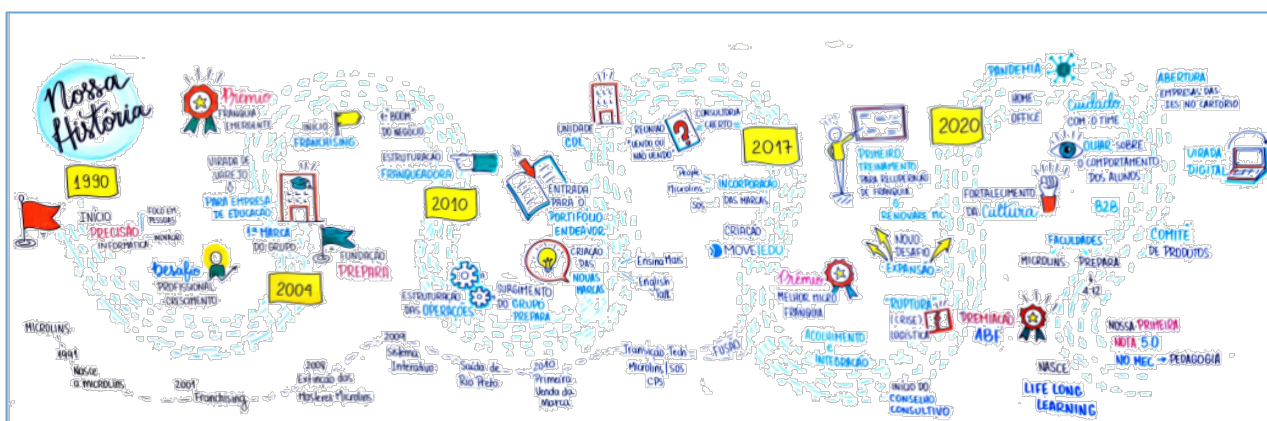 Nossa
História
1990
INÍCIO
PRECISÃO
INFORMÁTICA
FOCO EM
PESSOAS
INOVAÇÃO
Desafio
PROFISSIONAL
CRESCIMENTO
Prêmio
FRANQUIA
EMERGENTE
VIRADA DE
VAREJO
PARA EMPRESA
DE EDUCAÇÃO
1ª MARCA
DO GRUPO
2004
FUNDAÇÃO
PREPARA
INÍCIO
FRANCHISING
1º BOOM
DO NEGÓCIO
ESTRUTURAÇÃO
FRANQUEADORA
2010
ESTRUTURAÇÃO
DAS OPERAÇÕES
SURGIMENTO
DO GRUPO
PREPARA
ENTRADA
PARA O
PORTIFÓLIO
ENDEAVOR
CRIAÇÃO
DAS
NOVAS
MARCAS
Ensina Mais
English
Talk
UNIDADE
COL
REUNIÃO
VENDO OU
NÃO VENDO
?
CONSULTORIA
CHERTO
2017
People
Microlins
SOS
INCORPORAÇÃO
DAS MARCAS
CRIAÇÃO
MOVEEDU
Prêmio
MELHOR MICRO
FRANQUIA
ACOLHIMENTO
e
INTEGRAÇÃO
PRIMEIRO
TREINAMENTO
PARA RECUPERAÇÃO
DE FRANQUIA
RENOVARE MC
NOVO
DESAFIO
EXPANSÃO
RUPTURA
(CRISE)
LOGÍSTICA
INÍCIO DO
CONSELHO
CONSULTIVO
2020
PANDEMIA
HOME
OFFICE
Cuidado
COM O TIME
OLHAR SOBRE
O COMPORTAMENTO
DOS ALUNOS
FORTALECIMENTO
DA Cultura
B2B
FACULDADES
MICROLINS
PREPARA
4.12
PREMIAÇÃO
ABF
NASCE
LIFE LONG
LEARNING
ABERTURA
EMPRESAS DAS
IES NO CARTÓRIO
VIRADA
DIGITAL
COMITÊ
DE PRODUTOS
NOSSA PRIMEIRA
NOTA 5.0
NO MEC → PEDAGOGIA
MICROLINS
1991
Nasce
a MICROLINS
Franchising
Extinção dos
Masteres Microlins
Sistema
Interativo
Saída de
Rio Preto
2010
Primeira
Venda da
Marca
Transição Tech
Microlins SOS
CPS
FUSÃO